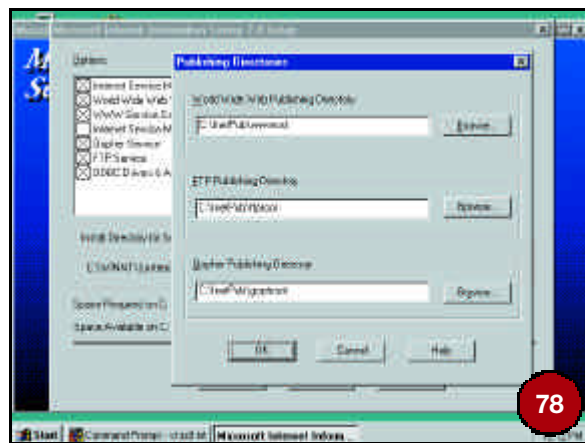 Microsoft Internet Information Server 2.0 Setup
Options:
Internet Service M
World Wide Web
WWW Service Sa
Internet Service M
Gopher Service
FTP Service
ODBC Drivers & A
Install Directory for
Space Required on C:
Space Available on C:
Publishing Directories
World Wide Web Publishing Directory
C:\InetPub\wwwroot
Browse...
FTP Publishing Directory
C:\InetPub\ftproot
Browse...
Gopher Publishing Directory
C:\InetPub\gophroot
Browse...
OK
Cancel
Help
78
Start
Command Prompt -
Microsoft Internet Inform...